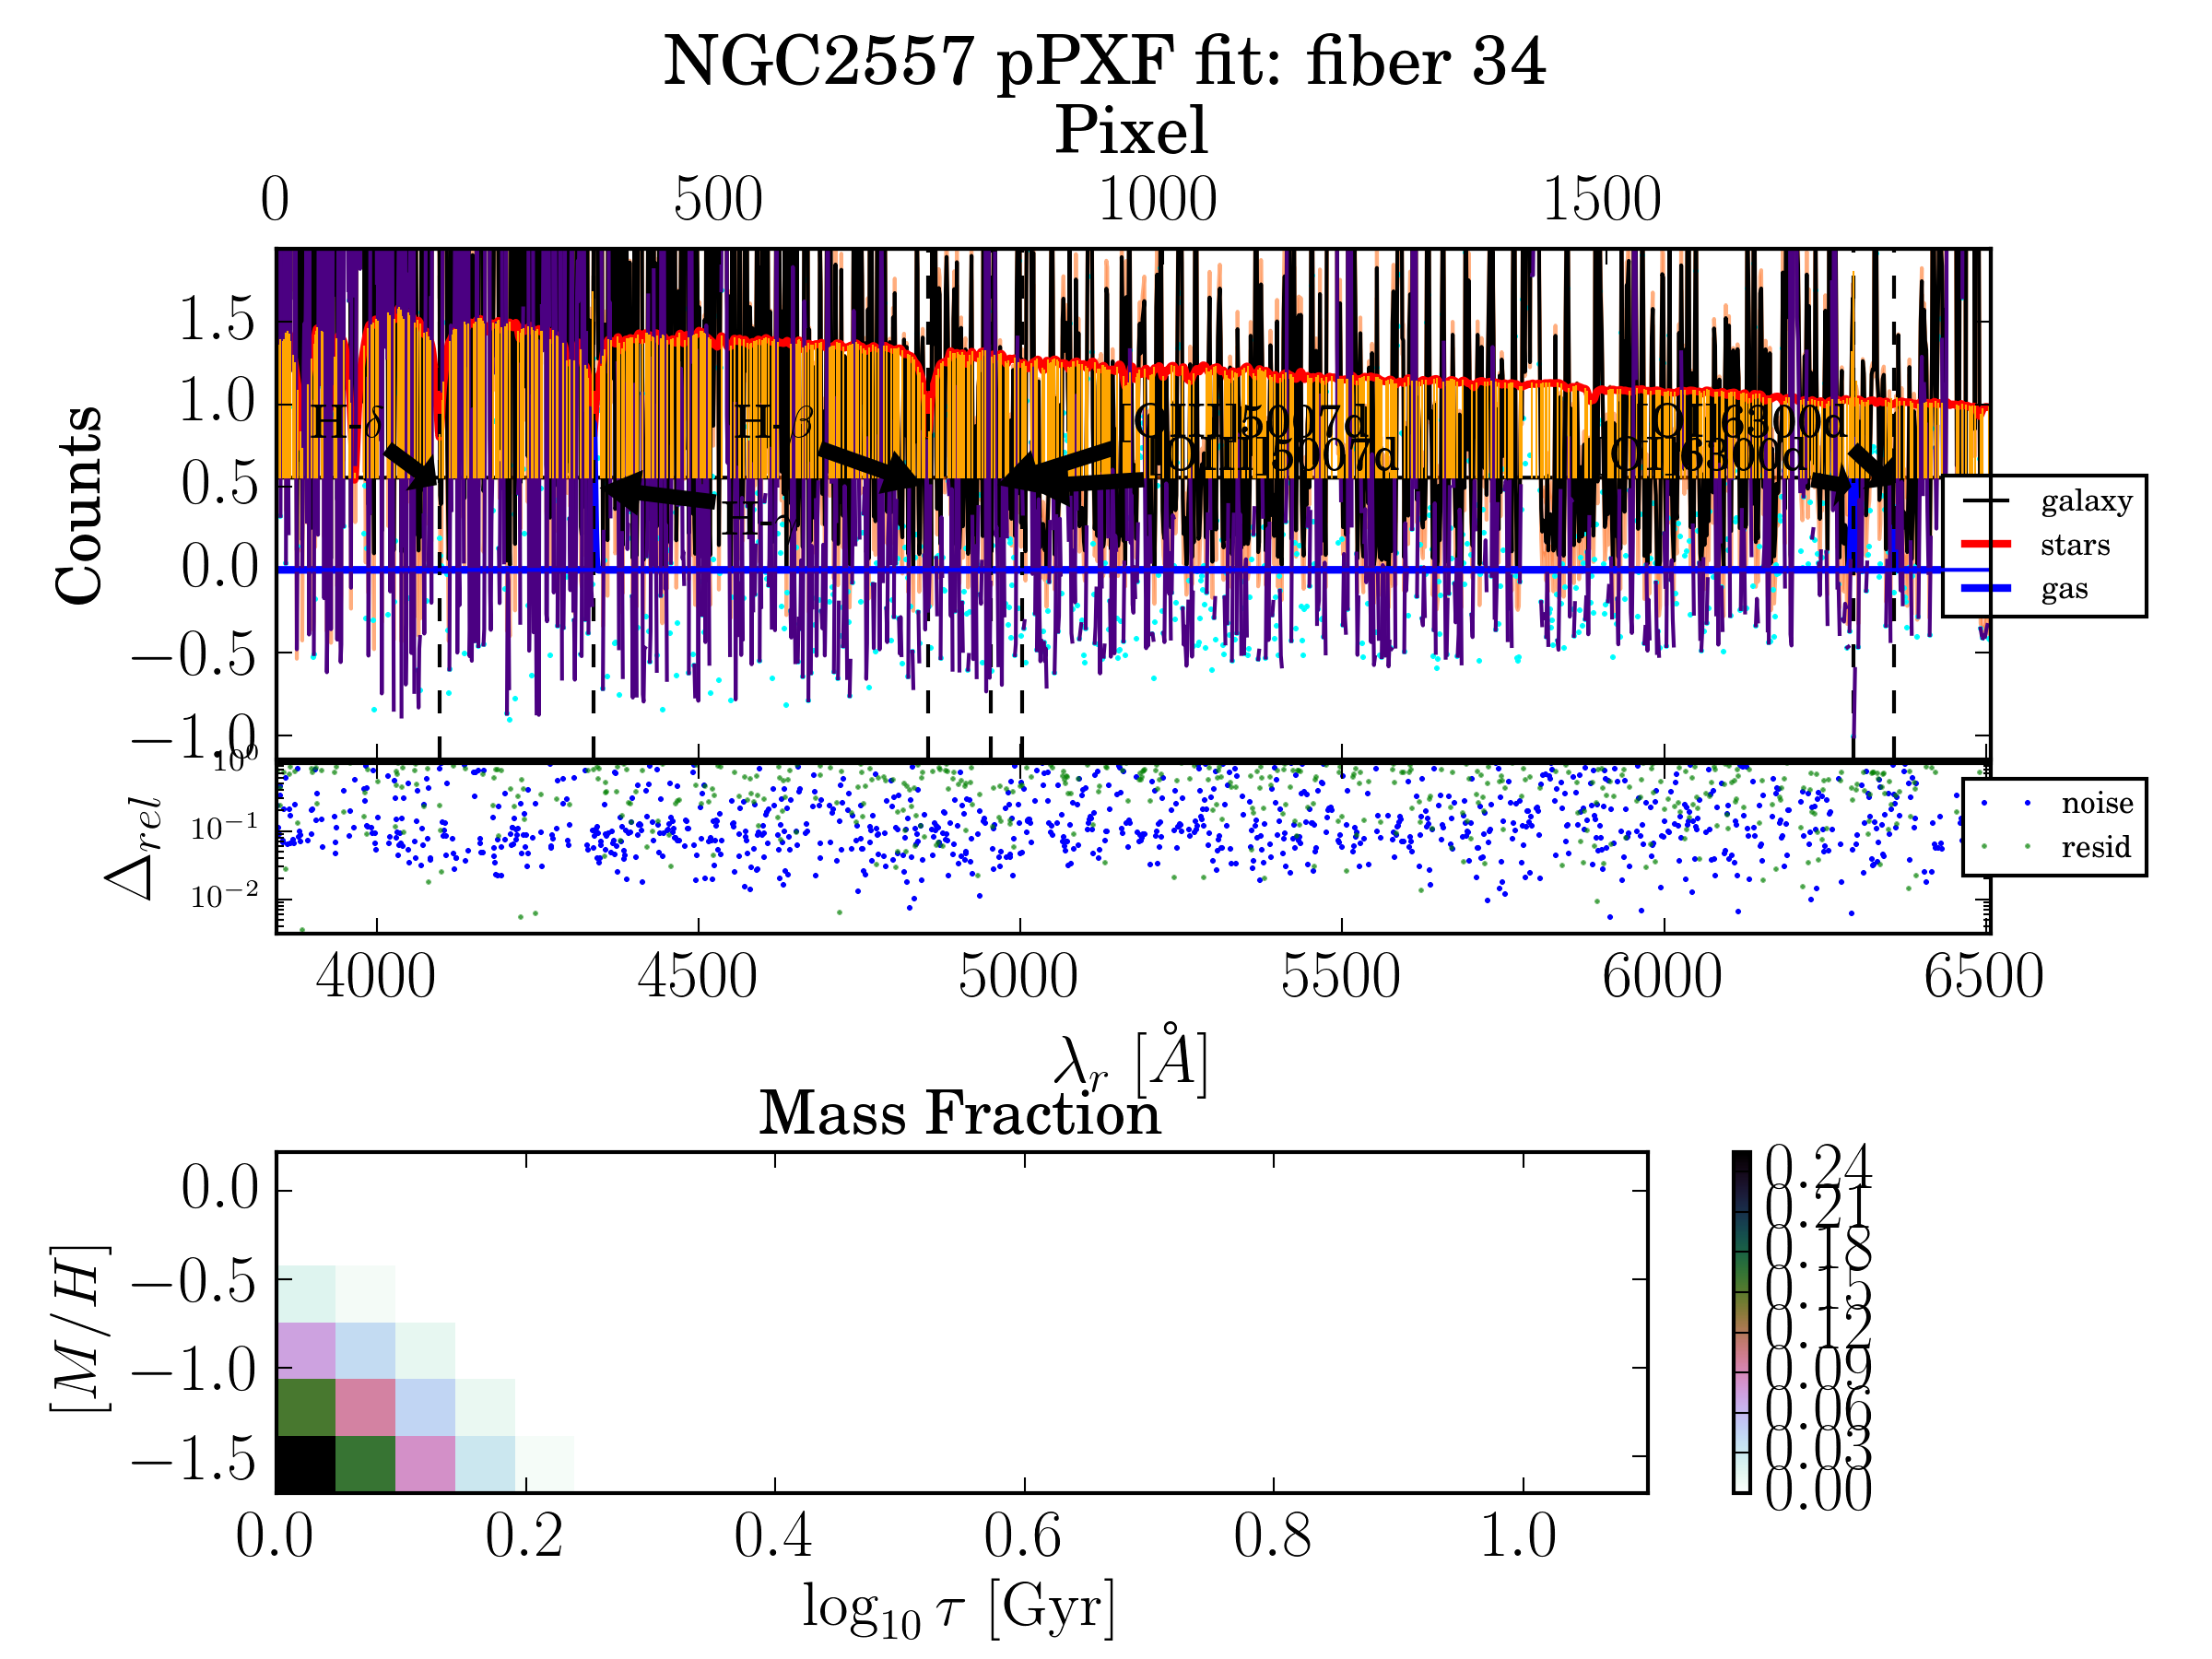 NGC2557 pPXF fit: fiber 34
Pixel
0 500 1000 1500
Counts
1.5
1.0
0.5
0.0
−0.5
−1.0
H-δ
H-β
[OIII]5007d
[OI]6300d
[OIII]5007d
[OI]6300d
H-γ
galaxy
stars
gas
Δrel
10⁰
10⁻¹
10⁻²
noise
resid
4000 4500 5000 5500 6000 6500
λr [Å]
Mass Fraction
[M/H]
0.0
−0.5
−1.0
−1.5
0.0 0.2 0.4 0.6 0.8 1.0
log₁₀ τ [Gyr]
0.24
0.21
0.18
0.15
0.12
0.09
0.06
0.03
0.00